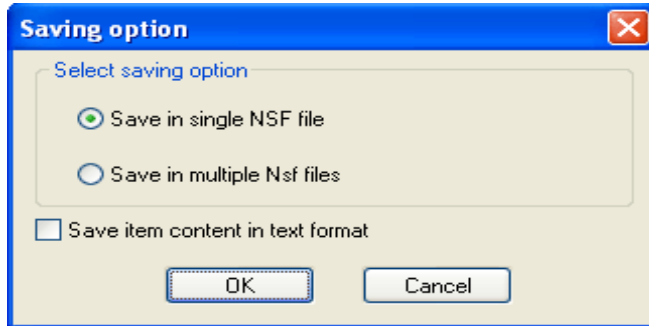 Saving option
Select saving option
Save in single NSF file
Save in multiple Nsf files
Save item content in text format
OK Cancel